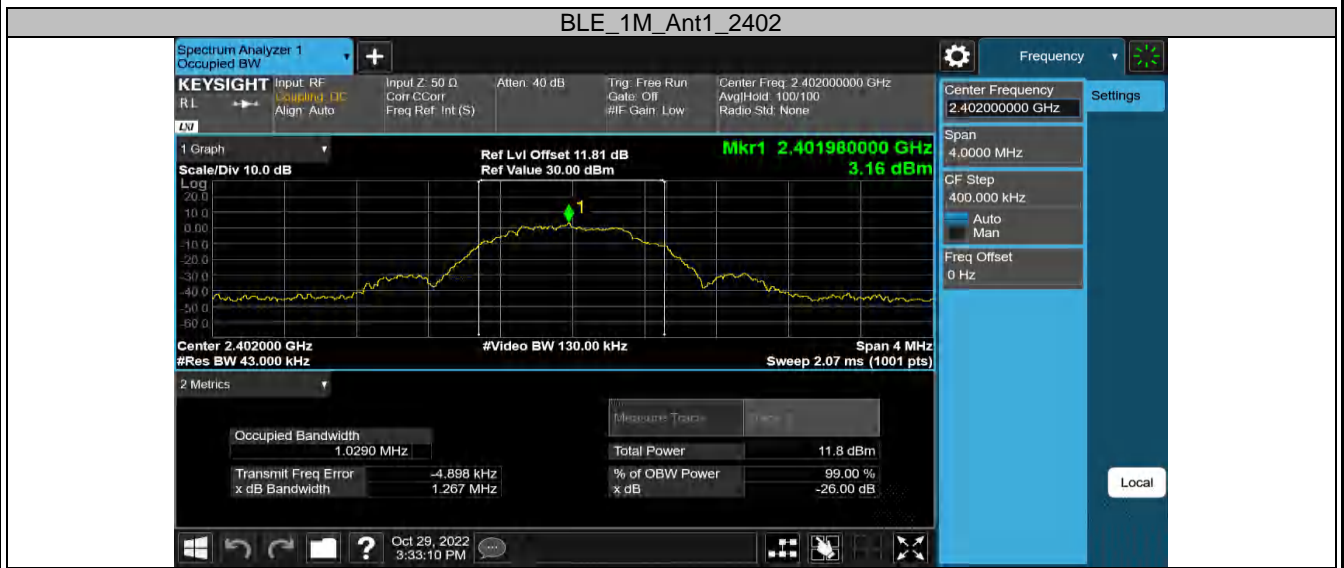 BLE_1M_Ant1_2402
Spectrum Analyzer 1
Occupied BW
+
Frequency
KEYSIGHT
RL
LXI
Input: RF
Coupling: DC
Align: Auto
Input Z: 50 Ω
Corr CCorr
Freq Ref: Int (S)
Atten: 40 dB
Trig: Free Run
Gate: Off
#IF Gain: Low
Center Freq: 2.402000000 GHz
Avg|Hold: 100/100
Radio Std: None
Center Frequency
2.402000000 GHz
Settings
Span
4.0000 MHz
CF Step
400.000 kHz
Auto
Man
Freq Offset
0 Hz
Local
1 Graph
Scale/Div 10.0 dB
Ref Lvl Offset 11.81 dB
Ref Value 30.00 dBm
Mkr1 2.401980000 GHz
3.16 dBm
Log
20.0
10.0
0.00
-10.0
-20.0
-30.0
-40.0
-50.0
-60.0
1
Center 2.402000 GHz
#Res BW 43.000 kHz
#Video BW 130.00 kHz
Span 4 MHz
Sweep 2.07 ms (1001 pts)
2 Metrics
Measure Trace
Occupied Bandwidth
1.0290 MHz
Total Power 11.8 dBm
Transmit Freq Error -4.898 kHz
% of OBW Power 99.00 %
x dB Bandwidth 1.267 MHz
x dB -26.00 dB
?
Oct 29, 2022
3:33:10 PM